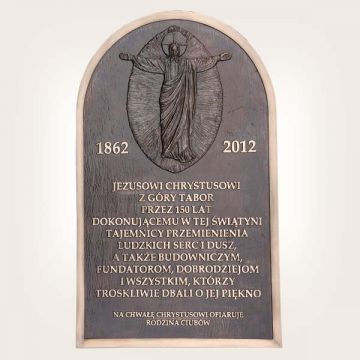 1862 2012
JEZUSOWI CHRYSTUSOWI
Z GÓRY TABOR
PRZEZ 150 LAT
DOKONUJĄCEMU W TEJ ŚWIĄTYNI
TAJEMNICY PRZEMIENIENIA
LUDZKICH SERC I DUSZ,
A TAKŻE BUDOWNICZYM,
FUNDATOROM, DOBRODZIEJOM
I WSZYSTKIM, KTÓRZY
TROSKLIWIE DBALI O JEJ PIĘKNO
NA CHWAŁĘ CHRYSTUSOWI OFIARUJE
RODZINA CJUBÓW